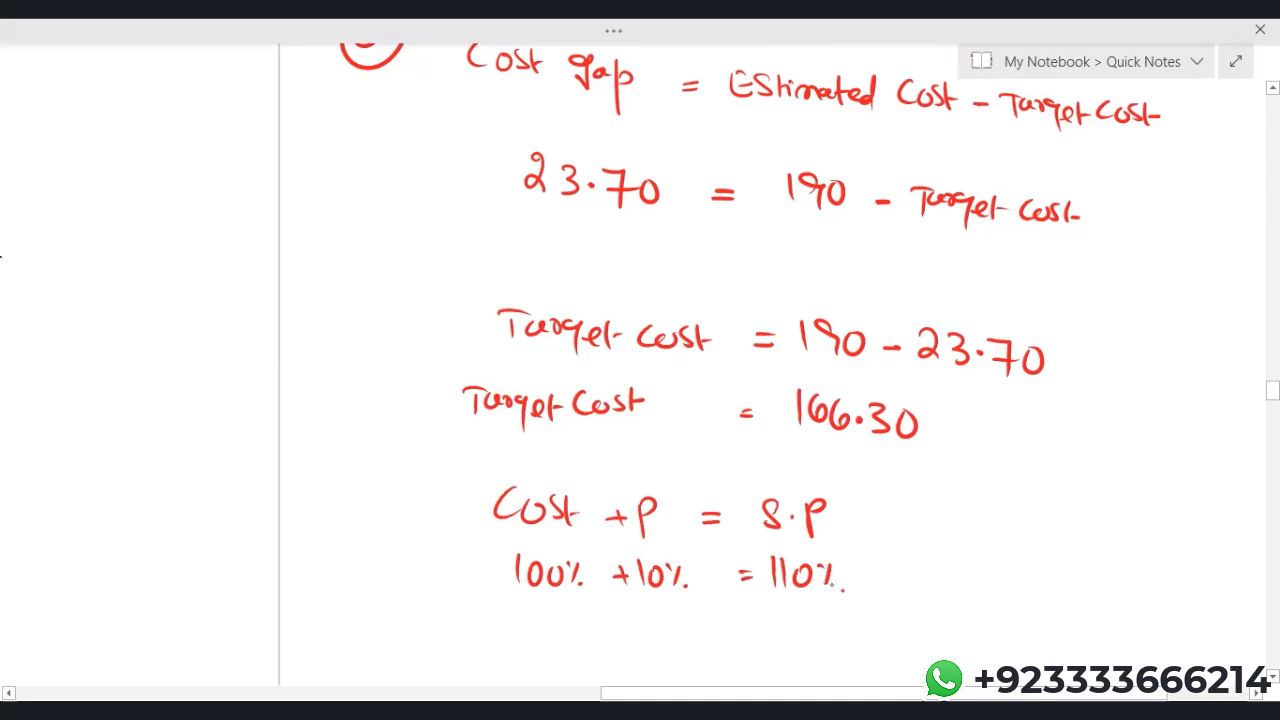 My Notebook > Quick Notes
Cost gap = Estimated Cost - Target Cost
23.70 = 190 - Target Cost
Target Cost = 190 - 23.70
Target Cost = 166.30
Cost + P = S.P
100% + 10% = 110%
+923333666214